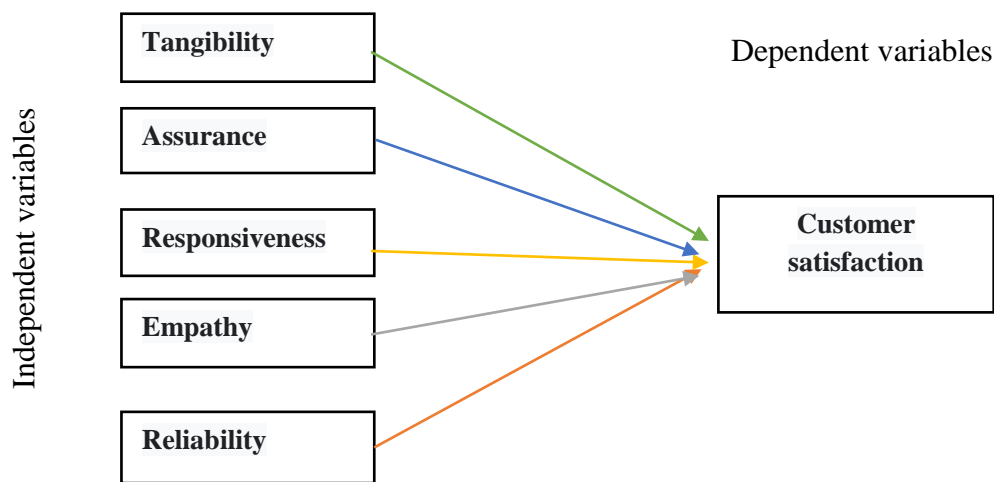 Tangibility
Dependent variables
Independent variables
Assurance
Responsiveness
Customer
satisfaction
Empathy
Reliability